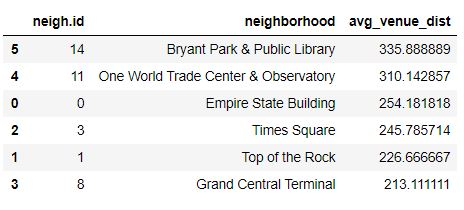 neigh.id neighborhood avg_venue_dist
5 14 Bryant Park & Public Library 335.888889
4 11 One World Trade Center & Observatory 310.142857
0 0 Empire State Building 254.181818
2 3 Times Square 245.785714
1 1 Top of the Rock 226.666667
3 8 Grand Central Terminal 213.111111